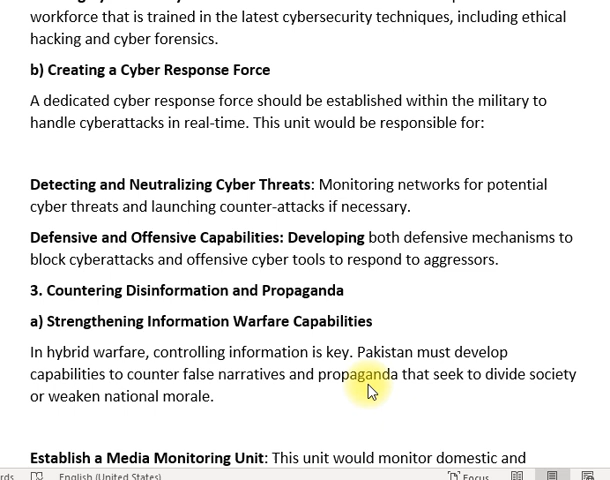 workforce that is trained in the latest cybersecurity techniques, including ethical
hacking and cyber forensics.
b) Creating a Cyber Response Force
A dedicated cyber response force should be established within the military to
handle cyberattacks in real-time. This unit would be responsible for:
Detecting and Neutralizing Cyber Threats: Monitoring networks for potential
cyber threats and launching counter-attacks if necessary.
Defensive and Offensive Capabilities: Developing both defensive mechanisms to
block cyberattacks and offensive cyber tools to respond to aggressors.
3. Countering Disinformation and Propaganda
a) Strengthening Information Warfare Capabilities
In hybrid warfare, controlling information is key. Pakistan must develop
capabilities to counter false narratives and propaganda that seek to divide society
or weaken national morale.
Establish a Media Monitoring Unit: This unit would monitor domestic and
rds English (United States) Focus